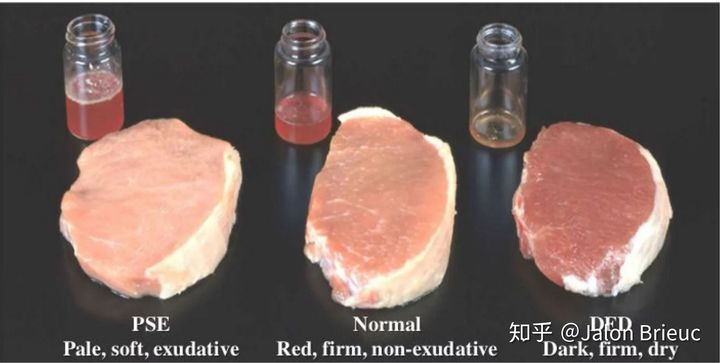 PSE
Pale, soft, exudative
Normal
Red, firm, non-exudative
DFD
Dark, firm, dry
知乎 @Jalon Brieuc